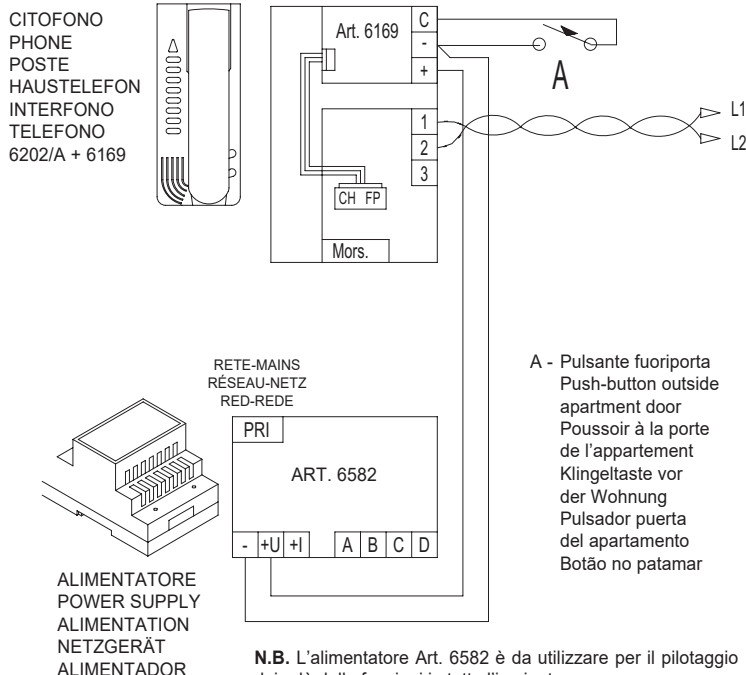 CITOFONO
PHONE
POSTE
HAUSTELEFON
INTERFONO
TELEFONO
6202/A + 6169
Art. 6169
C
-
+
1
2
3
CH FP
Mors.
A
L1
L2
RETE-MAINS
RÉSEAU-NETZ
RED-REDE
PRI
ART. 6582
- +U +I A B C D
A - Pulsante fuoriporta
Push-button outside
apartment door
Poussoir à la porte
de l'appartement
Klingeltaste vor
der Wohnung
Pulsador puerta
del apartamento
Botão no patamar
ALIMENTATORE
POWER SUPPLY
ALIMENTATION
NETZGERÄT
ALIMENTADOR
N.B. L'alimentatore Art. 6582 è da utilizzare per il pilotaggio